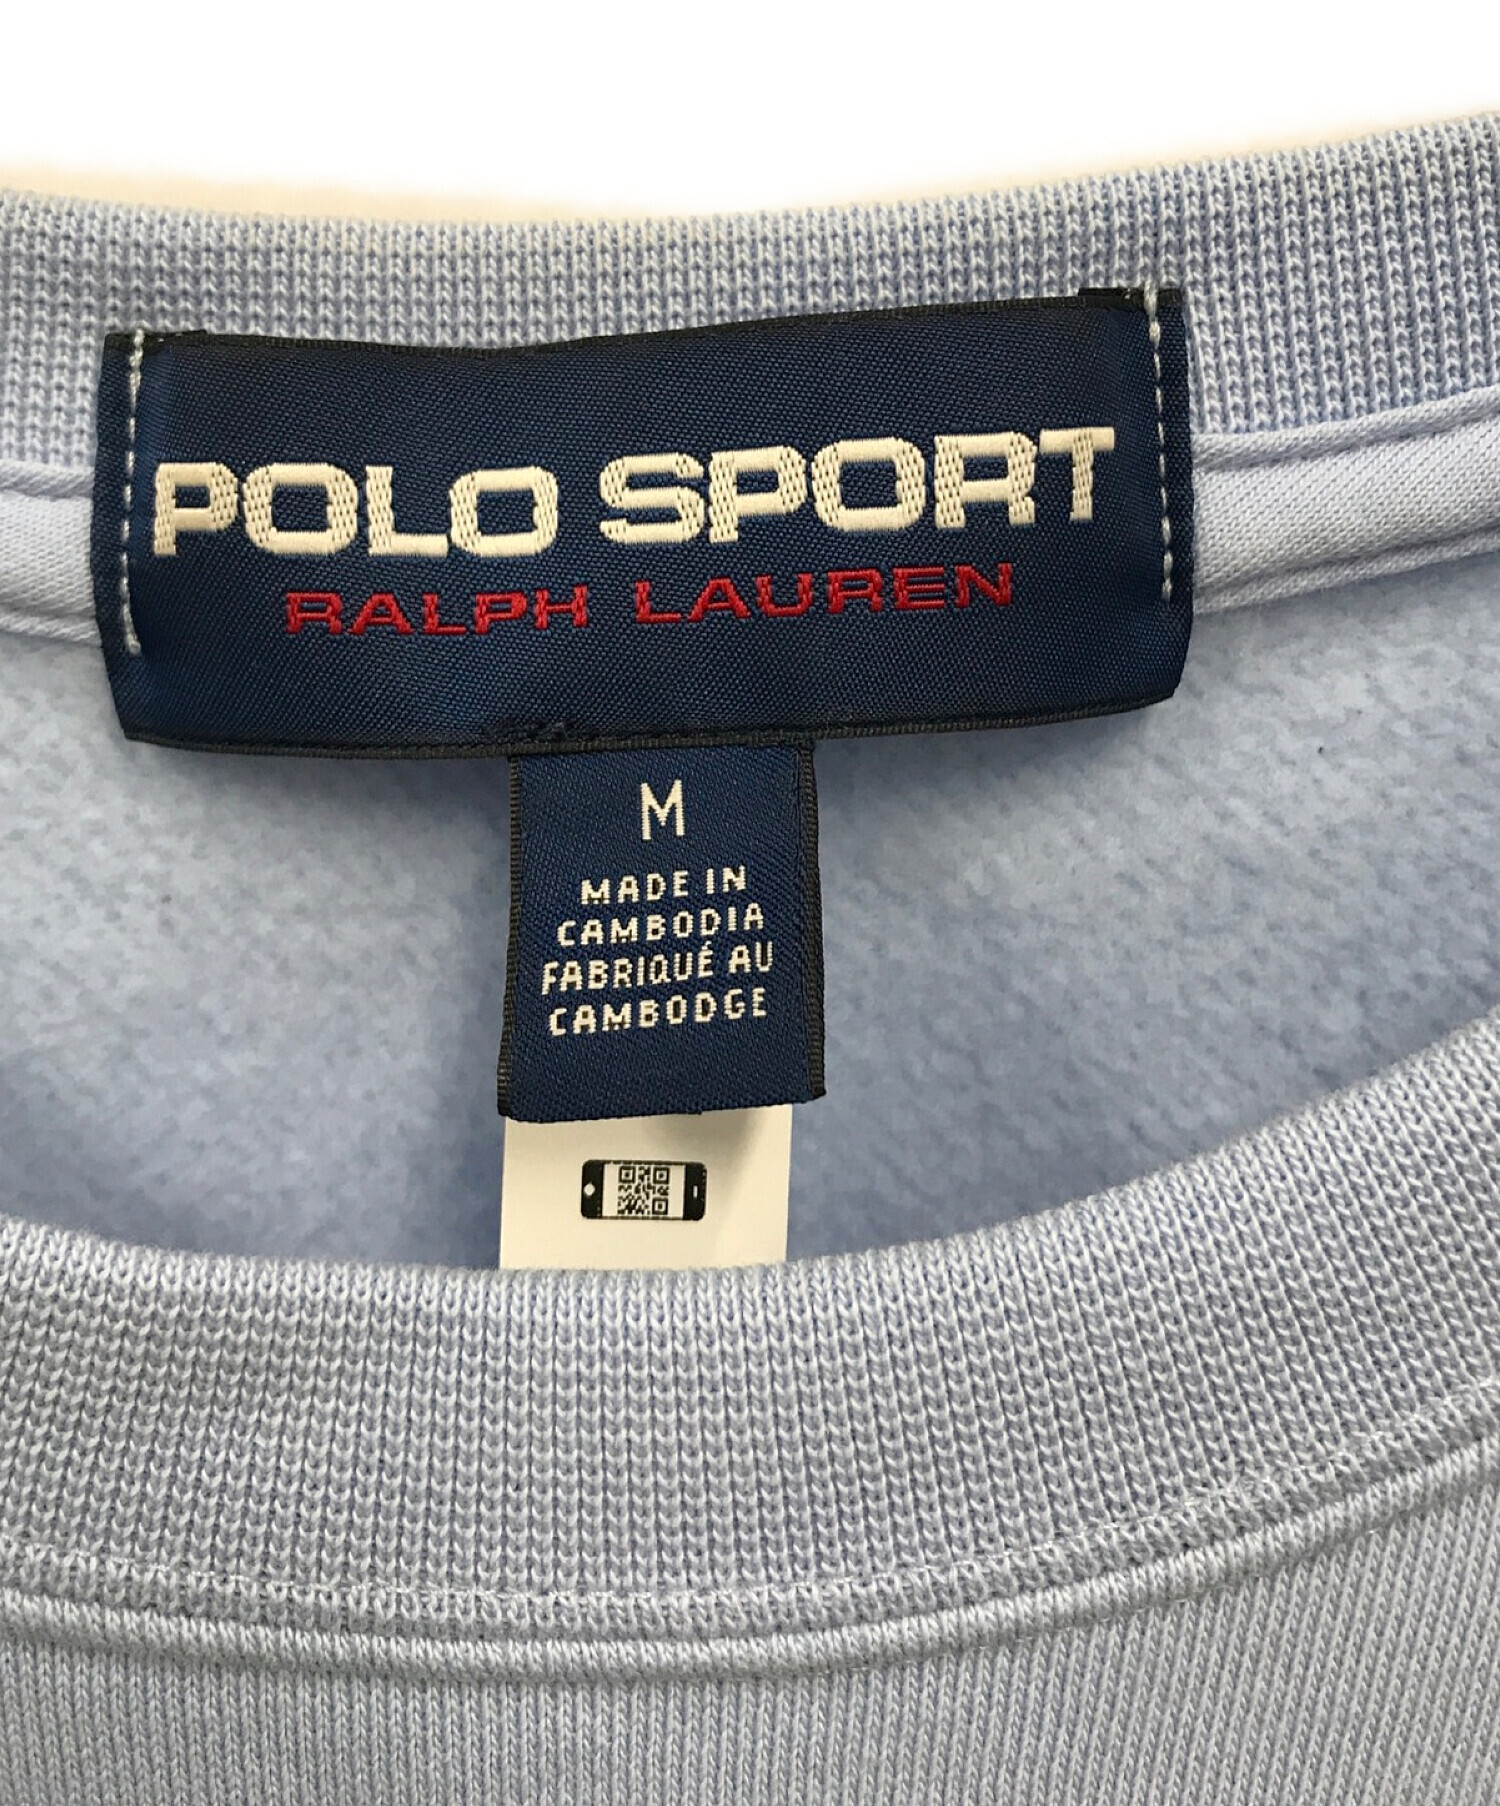 POLO SPORT
RALPH LAUREN
M
MADE IN
CAMBODIA
FABRIQUÉ AU
CAMBODGE